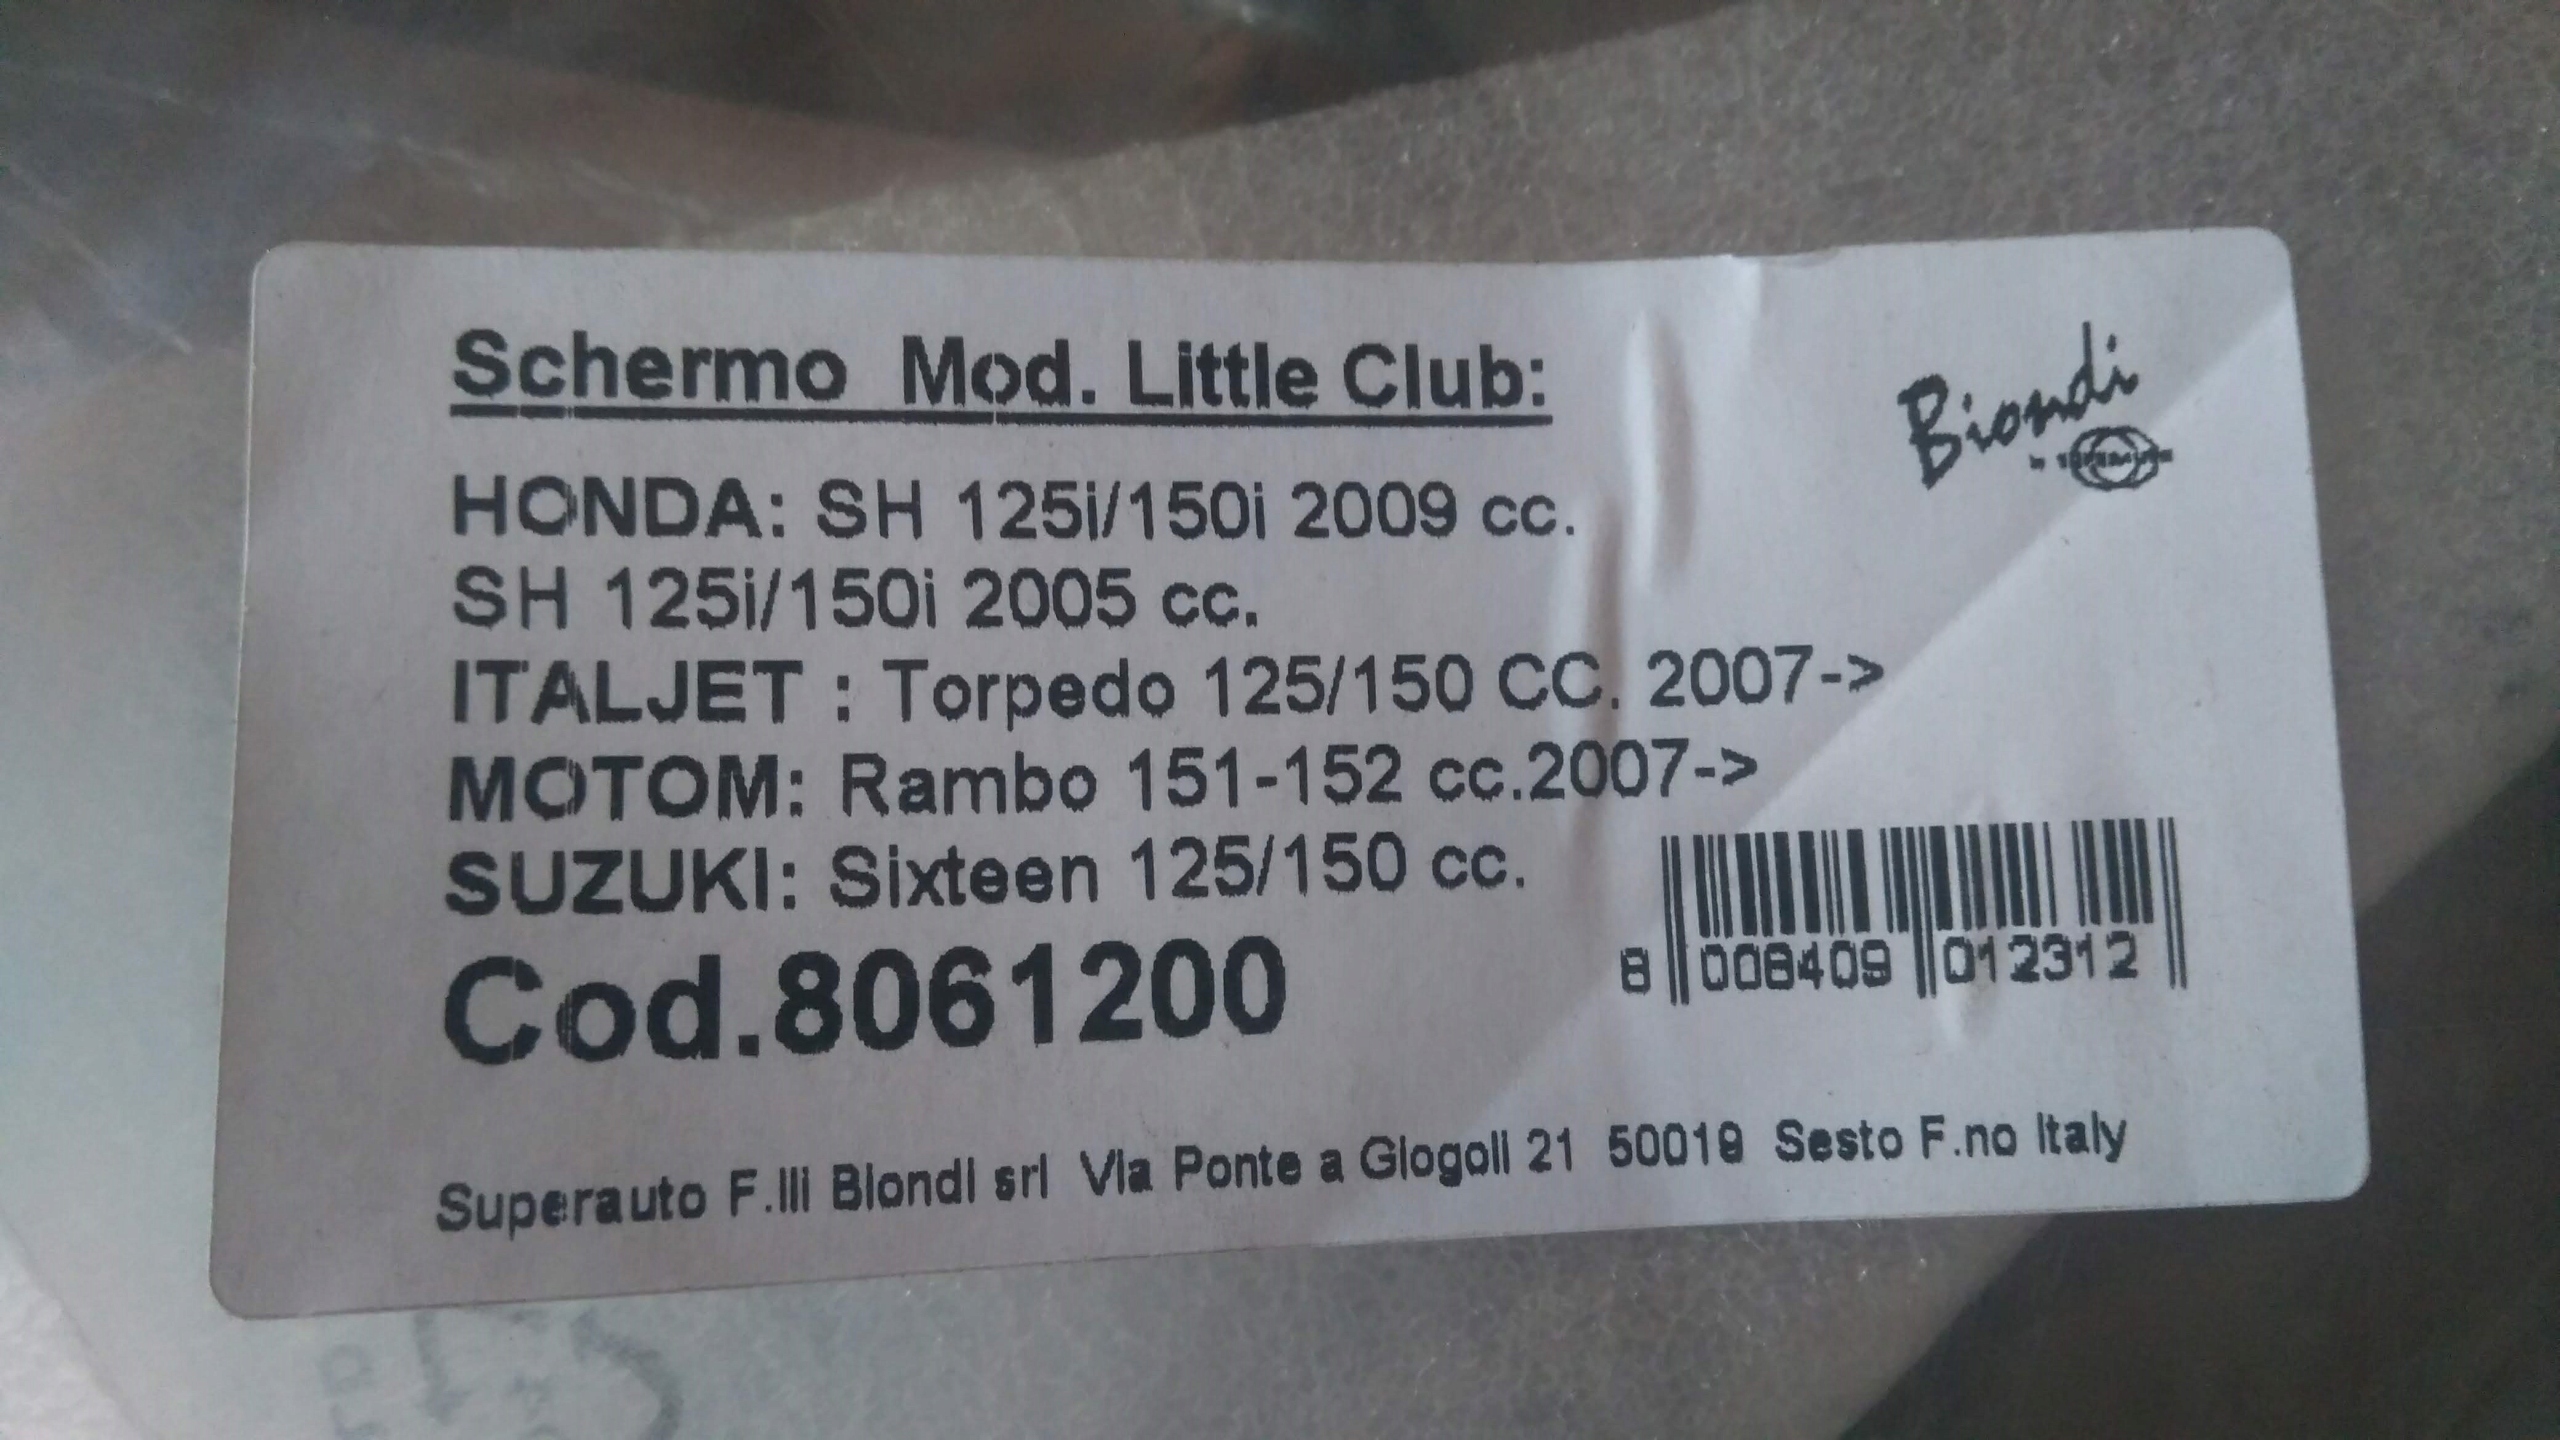 Schermo Mod. Little Club:
Biondi
HONDA: SH 125i/150i 2009 cc.
SH 125i/150i 2005 cc.
ITALJET : Torpedo 125/150 CC. 2007->
MOTOM: Rambo 151-152 cc.2007->
SUZUKI: Sixteen 125/150 cc.
Cod.8061200
8 008409 012312
Superauto F.lli Biondi srl Via Ponte a Giogoli 21 50019 Sesto F.no Italy